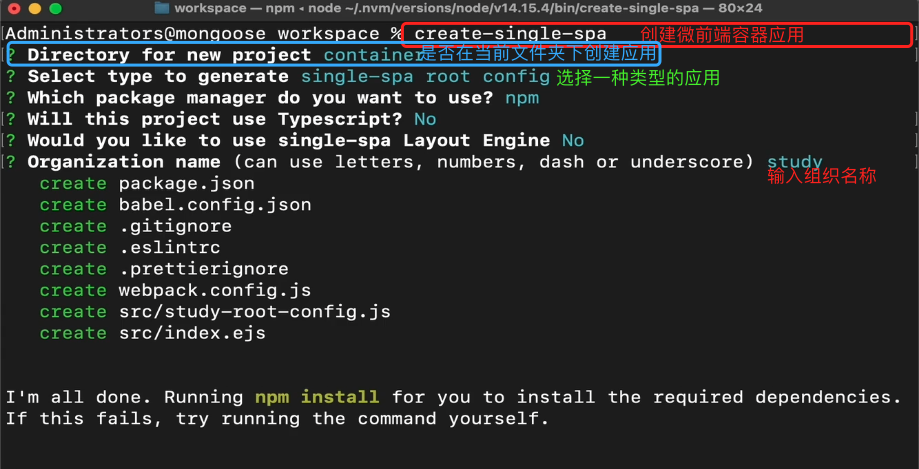 workspace — npm ◂ node ~/.nvm/versions/node/v14.15.4/bin/create-single-spa — 80×24
[Administrators@mongoose workspace % create-single-spa 创建微前端容器应用 ]
[? Directory for new project container 是否在当前文件夹下创建应用 ]
? Select type to generate single-spa root config 选择一种类型的应用
? Which package manager do you want to use? npm
[? Will this project use Typescript? No ]
[? Would you like to use single-spa Layout Engine No ]
[? Organization name (can use letters, numbers, dash or underscore) study ]
输入组织名称
create package.json
create babel.config.json
create .gitignore
create .eslintrc
create .prettierignore
create webpack.config.js
create src/study-root-config.js
create src/index.ejs
I'm all done. Running npm install for you to install the required dependencies.
If this fails, try running the command yourself.